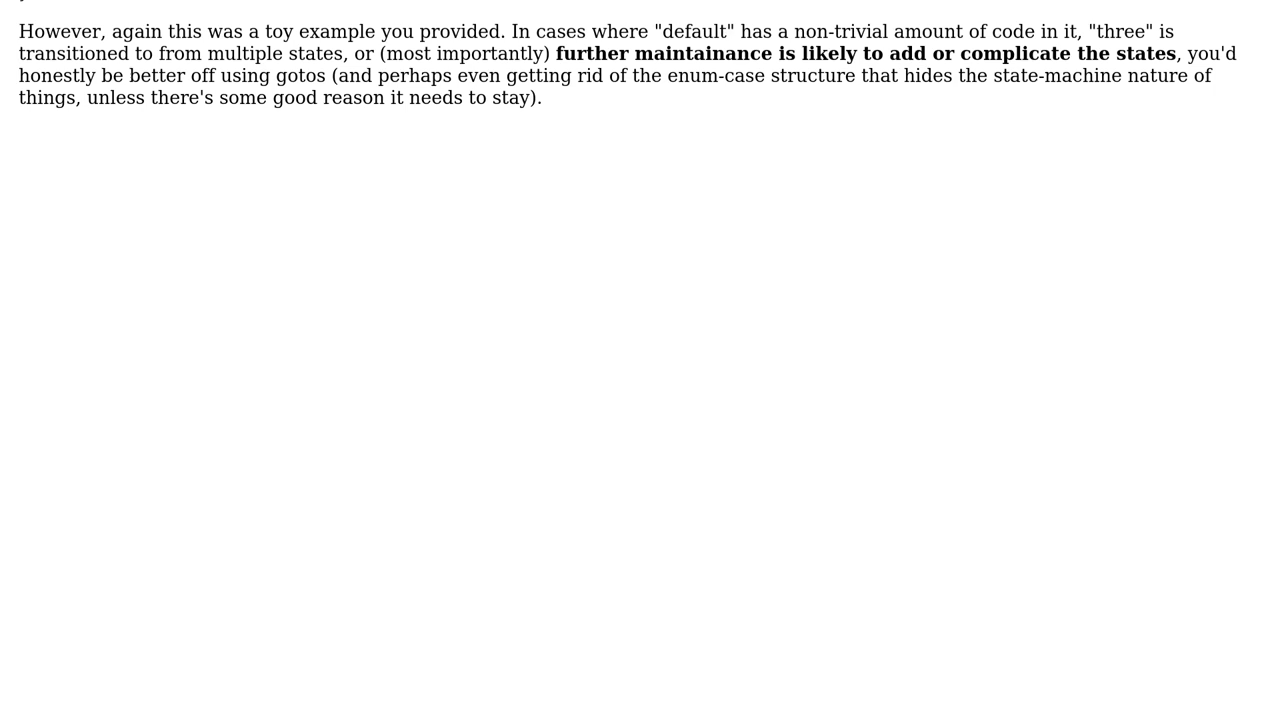 However, again this was a toy example you provided. In cases where "default" has a non-trivial amount of code in it, "three" is
transitioned to from multiple states, or (most importantly) further maintainance is likely to add or complicate the states, you'd
honestly be better off using gotos (and perhaps even getting rid of the enum-case structure that hides the state-machine nature of
things, unless there's some good reason it needs to stay).